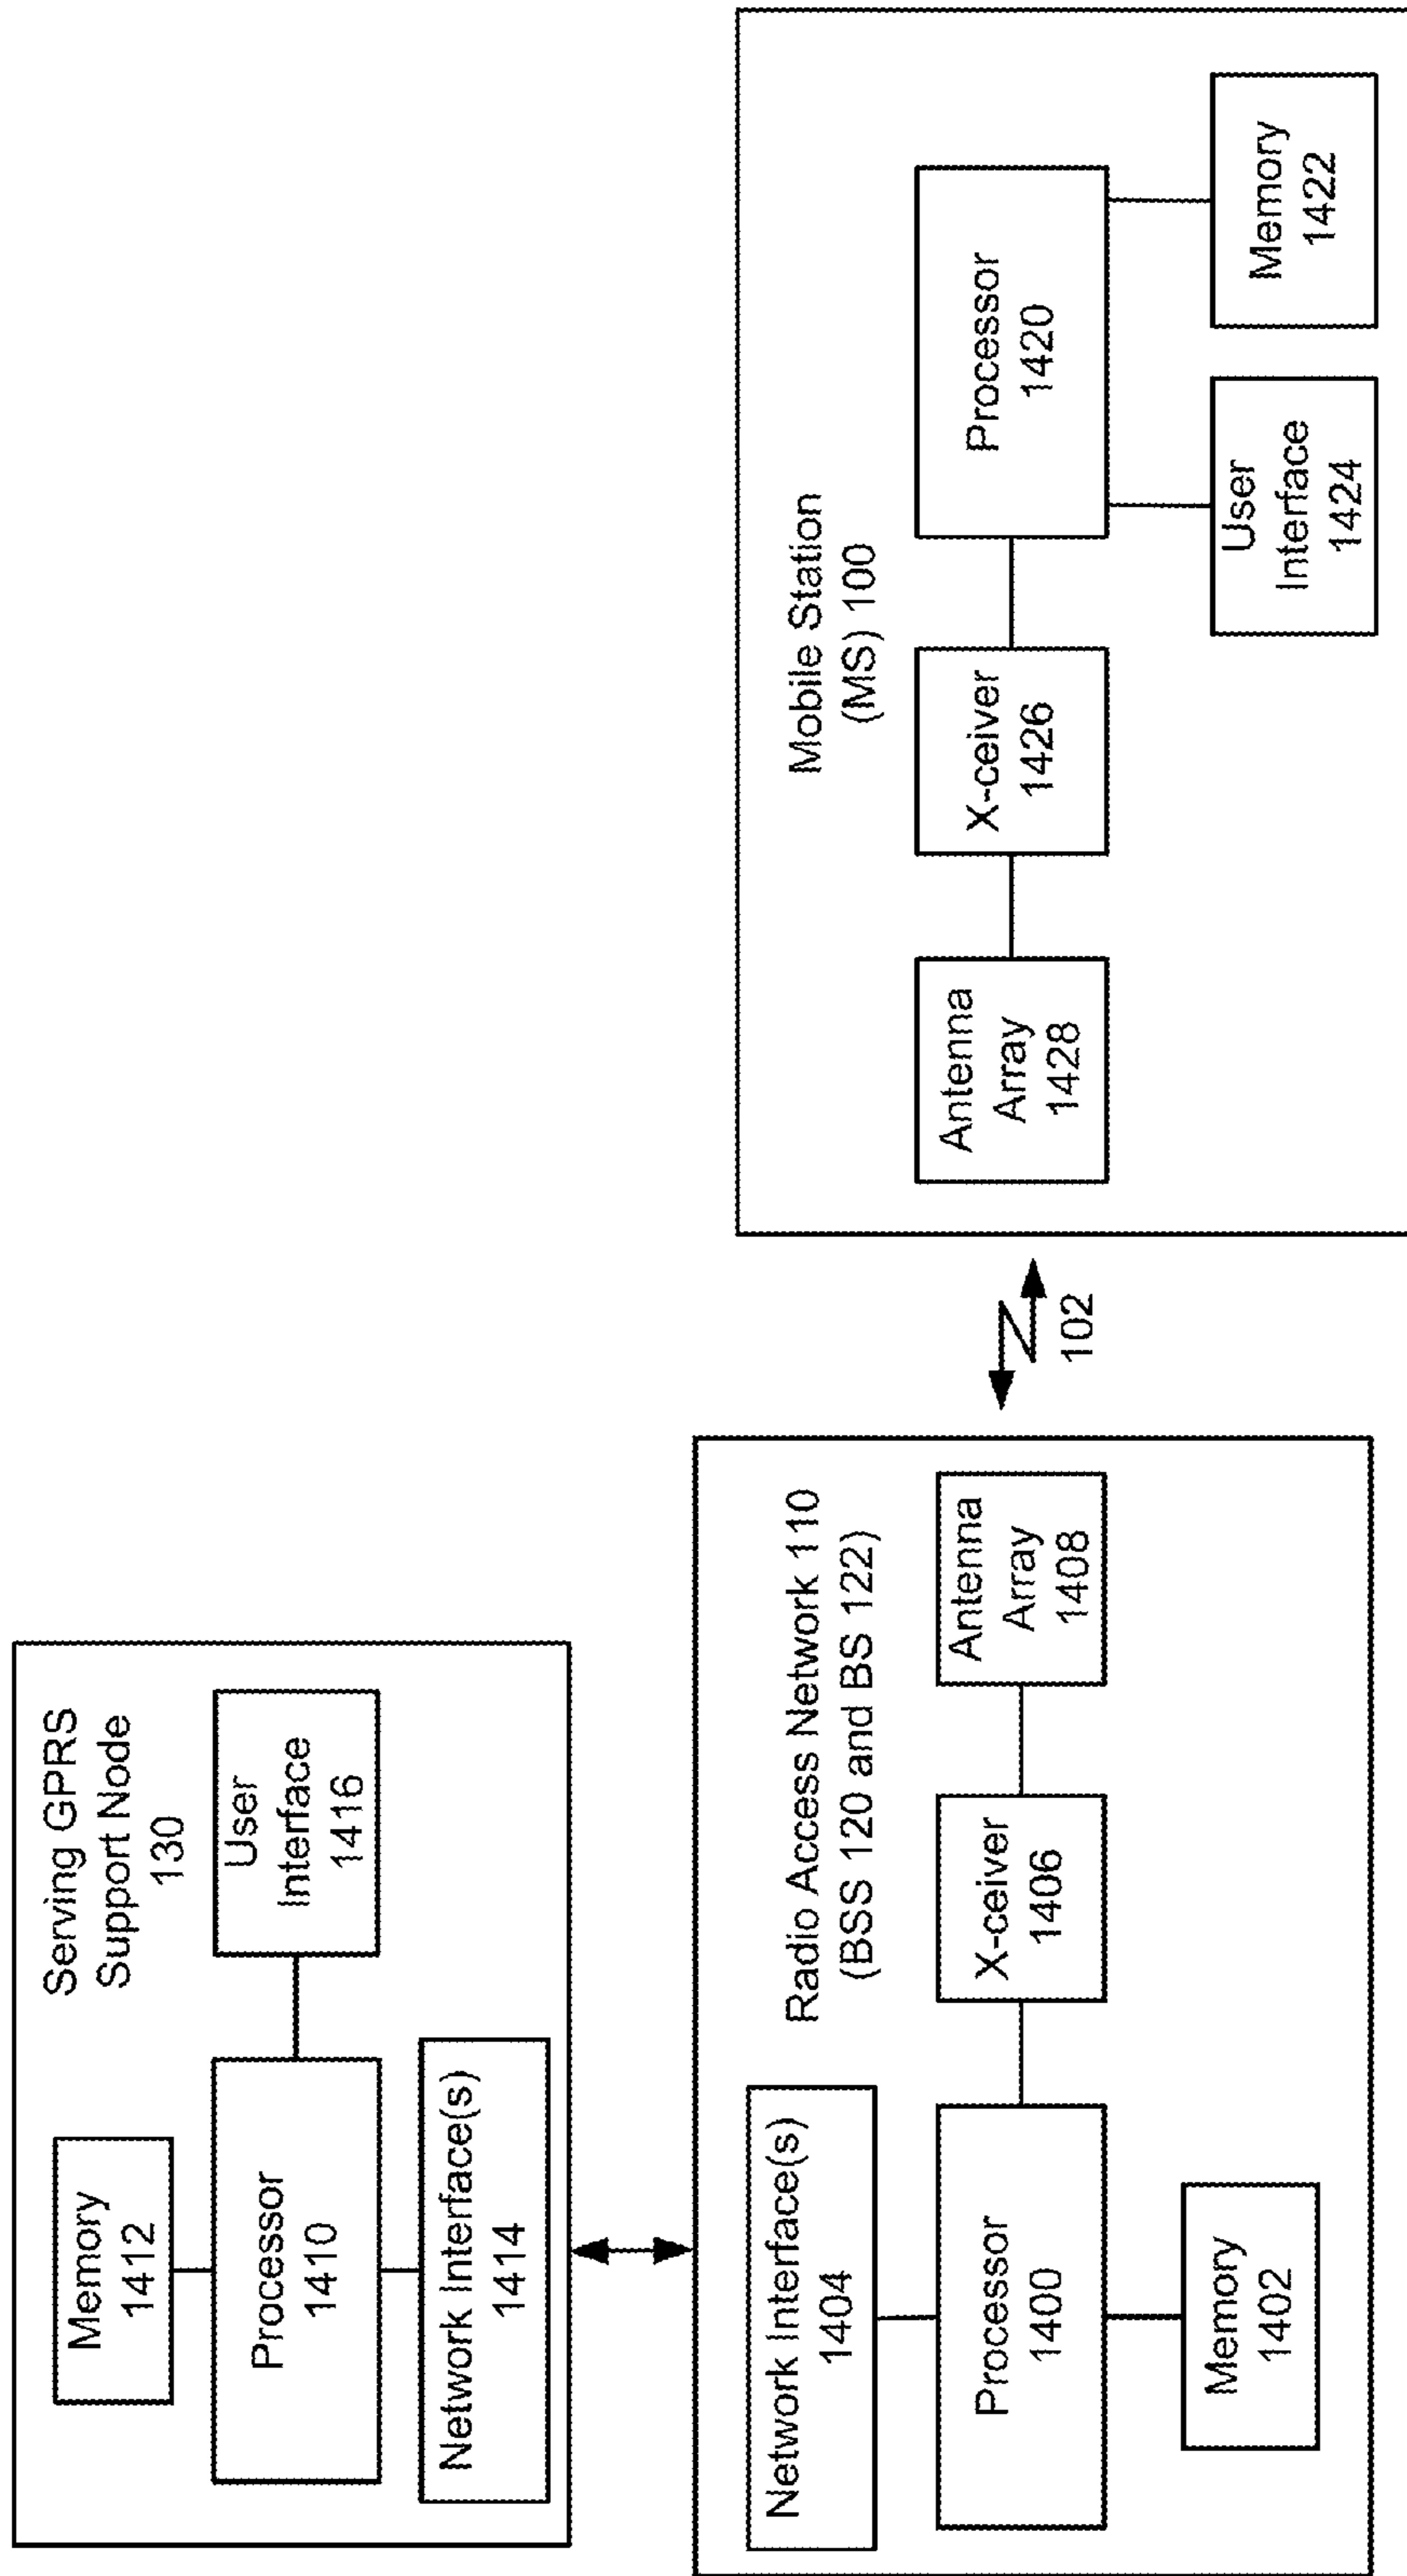 Serving GPRS
Support Node
130
Memory
1412
Processor
1410
User
Interface
1416
Network Interface(s)
1414
Radio Access Network 110
(BSS 120 and BS 122)
Network Interface(s)
1404
Processor
1400
X-ceiver
1406
Antenna
Array
1408
Memory
1402
102
Mobile Station
(MS) 100
Antenna
Array
1428
X-ceiver
1426
Processor
1420
User
Interface
1424
Memory
1422